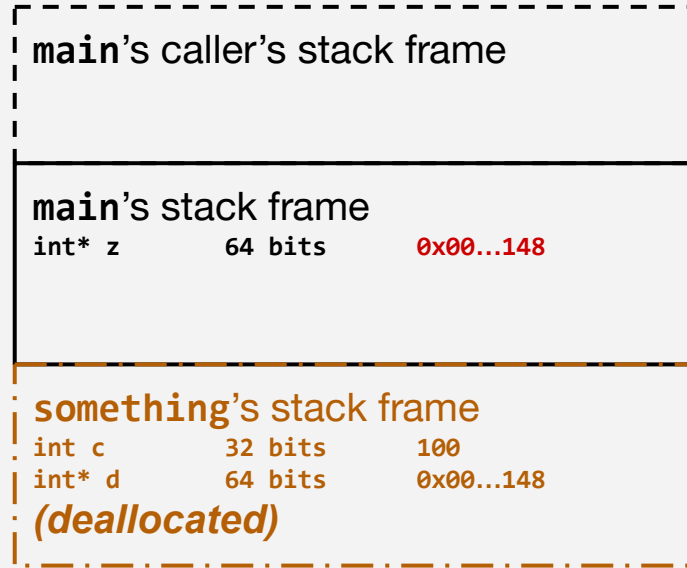 main’s caller’s stack frame
main’s stack frame
int* z 64 bits 0x00…148
something’s stack frame
int c 32 bits 100
int* d 64 bits 0x00…148
(deallocated)